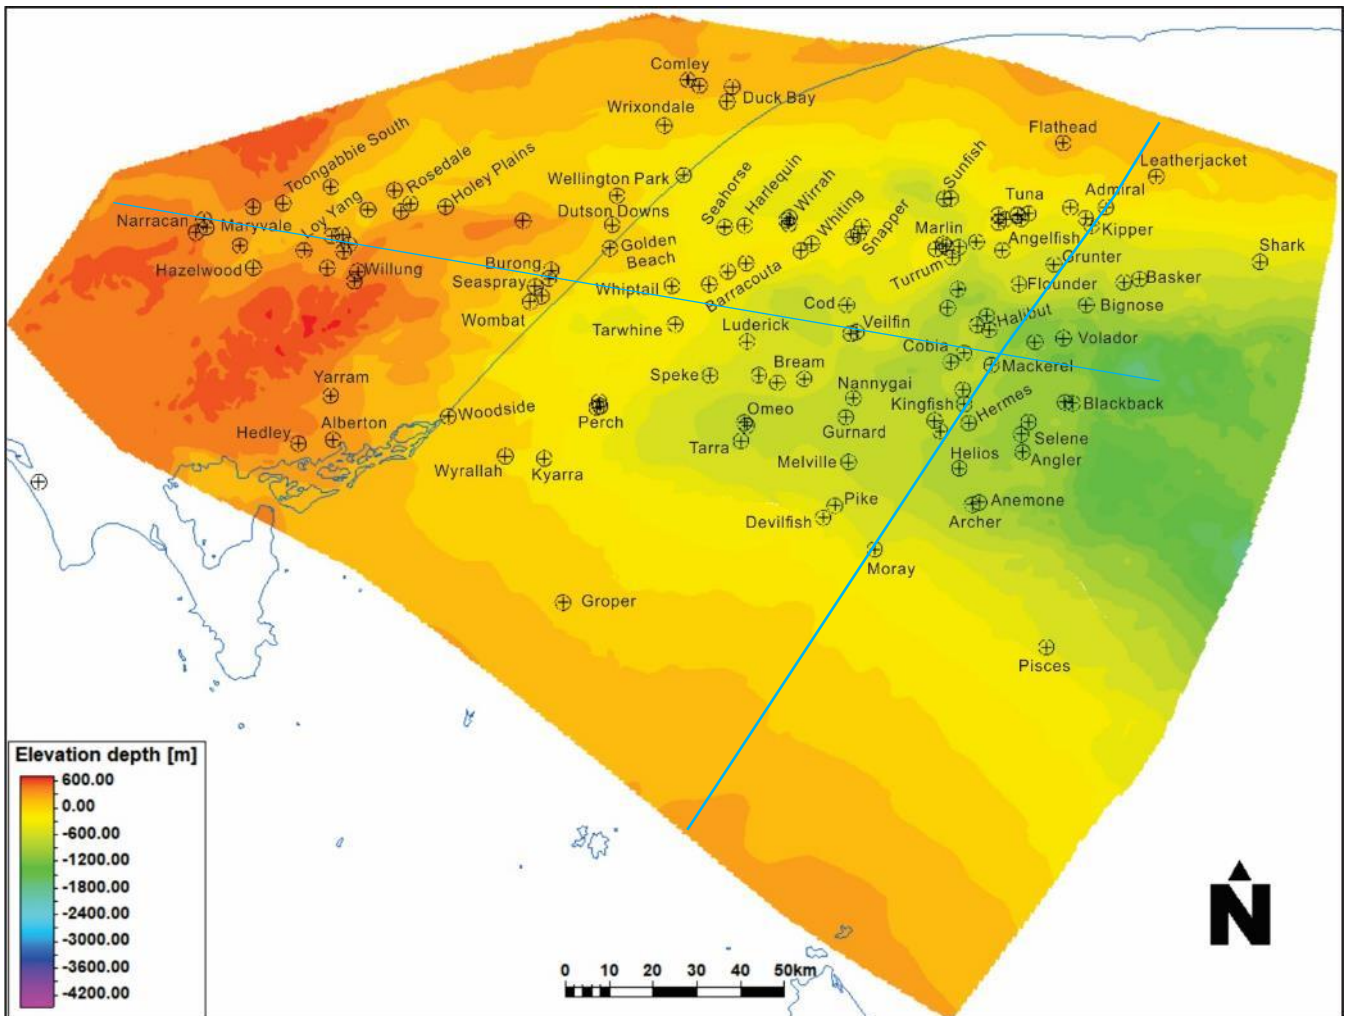 Comley
Duck Bay
Wrixondale
Flathead
Leatherjacket
Toongabbie South
Rosedale
Holey Plains
Wellington Park
Seahorse
Harlequin
Wirrah
Whiting
Snapper
Sunfish
Tuna
Admiral
Narracan
Maryvale
Loy Yang
Dutson Downs
Marlin
Angelfish
Kipper
Golden
Beach
Shark
Hazelwood
Willung
Burong
Seaspray
Whiptail
Barracouta
Turrum
Grunter
Flounder
Basker
Wombat
Tarwhine
Cod
Bignose
Luderick
Veilfin
Halibut
Volador
Cobia
Mackerel
Speke
Bream
Yarram
Nannygai
Kingfish
Hermes
Blackback
Woodside
Perch
Omeo
Gurnard
Hedley
Alberton
Tarra
Selene
Wyrallah
Kyarra
Melville
Helios
Angler
Pike
Devilfish
Anemone
Archer
Moray
Groper
Pisces
Elevation depth [m]
600.00
0.00
-600.00
-1200.00
-1800.00
-2400.00
-3000.00
-3600.00
-4200.00
0 10 20 30 40 50km
N